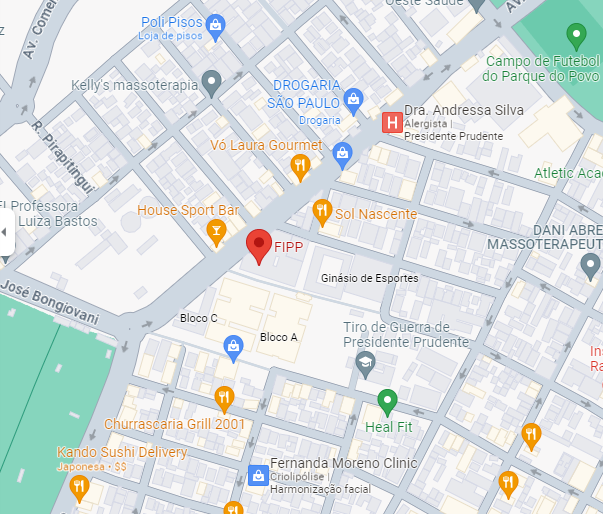 Oeste Saúde
Av.
Poli Pisos
Loja de pisos
Av. Comer
Campo de Futebol
do Parque do Povo
Kelly's massoterapia
DROGARIA
SÃO PAULO
Drogaria
Dra. Andressa Silva
Alergista |
Presidente Prudente
H
R. Pirapitingui
Vó Laura Gourmet
Atletic Aca
El Professora
Luiza Bastos
House Sport Bar
Sol Nascente
DANI ABRE
MASSOTERAPEUT
FIPP
Ginásio de Esportes
José Bongiovani
Bloco C
Bloco A
Tiro de Guerra de
Presidente Prudente
Ins
Ra
Churrascaria Grill 2001
Heal Fit
Kando Sushi Delivery
Japonesa • $$
Fernanda Moreno Clinic
Criolipólise |
Harmonização facial